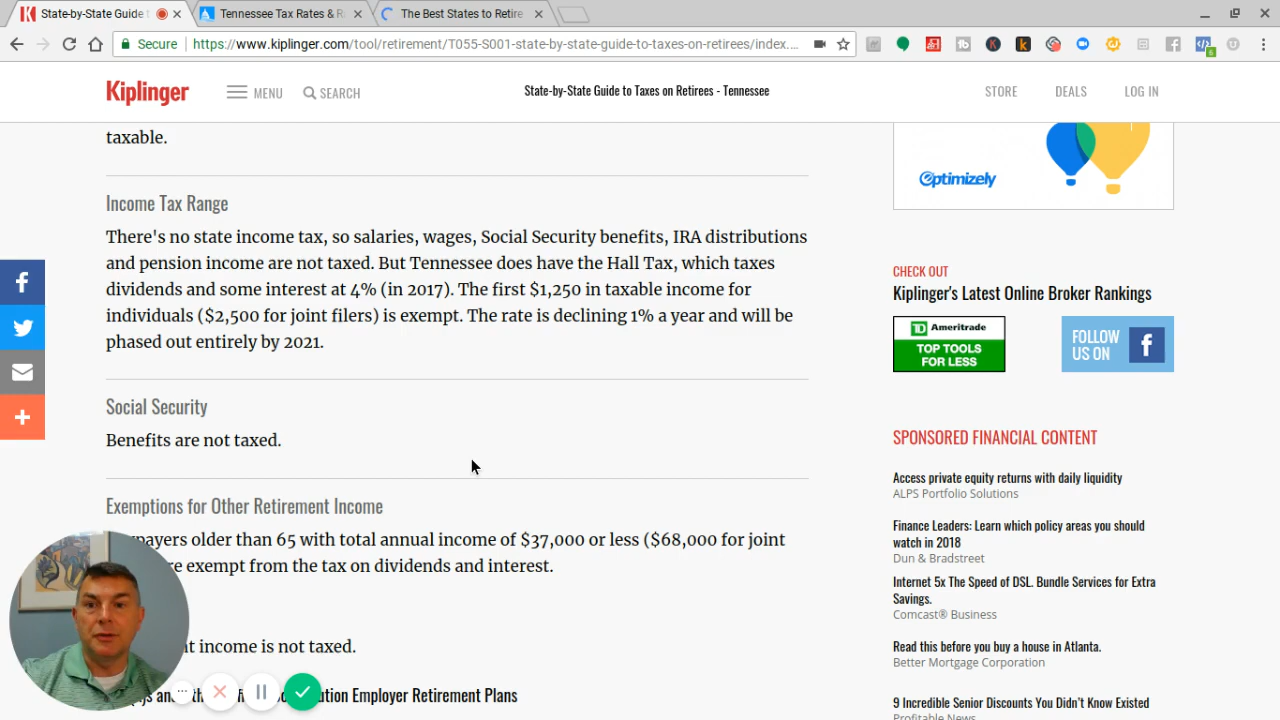 State-by-State Guide t
Tennessee Tax Rates & R
The Best States to Retire
Secure
https://www.kiplinger.com/tool/retirement/T055-S001-state-by-state-guide-to-taxes-on-retirees/index....
Kiplinger
MENU
SEARCH
State-by-State Guide to Taxes on Retirees - Tennessee
STORE
DEALS
LOG IN
taxable.
Income Tax Range
There's no state income tax, so salaries, wages, Social Security benefits, IRA distributions
and pension income are not taxed. But Tennessee does have the Hall Tax, which taxes
dividends and some interest at 4% (in 2017). The first $1,250 in taxable income for
individuals ($2,500 for joint filers) is exempt. The rate is declining 1% a year and will be
phased out entirely by 2021.
Social Security
Benefits are not taxed.
Exemptions for Other Retirement Income
payers older than 65 with total annual income of $37,000 or less ($68,000 for joint
exempt from the tax on dividends and interest.
income is not taxed.
Employer Retirement Plans
Optimizely
CHECK OUT
Kiplinger's Latest Online Broker Rankings
TD Ameritrade
TOP TOOLS
FOR LESS
FOLLOW
US ON
SPONSORED FINANCIAL CONTENT
Access private equity returns with daily liquidity
ALPS Portfolio Solutions
Finance Leaders: Learn which policy areas you should
watch in 2018
Dun & Bradstreet
Internet 5x The Speed of DSL. Bundle Services for Extra
Savings.
Comcast® Business
Read this before you buy a house in Atlanta.
Better Mortgage Corporation
9 Incredible Senior Discounts You Didn't Know Existed
Profitable News